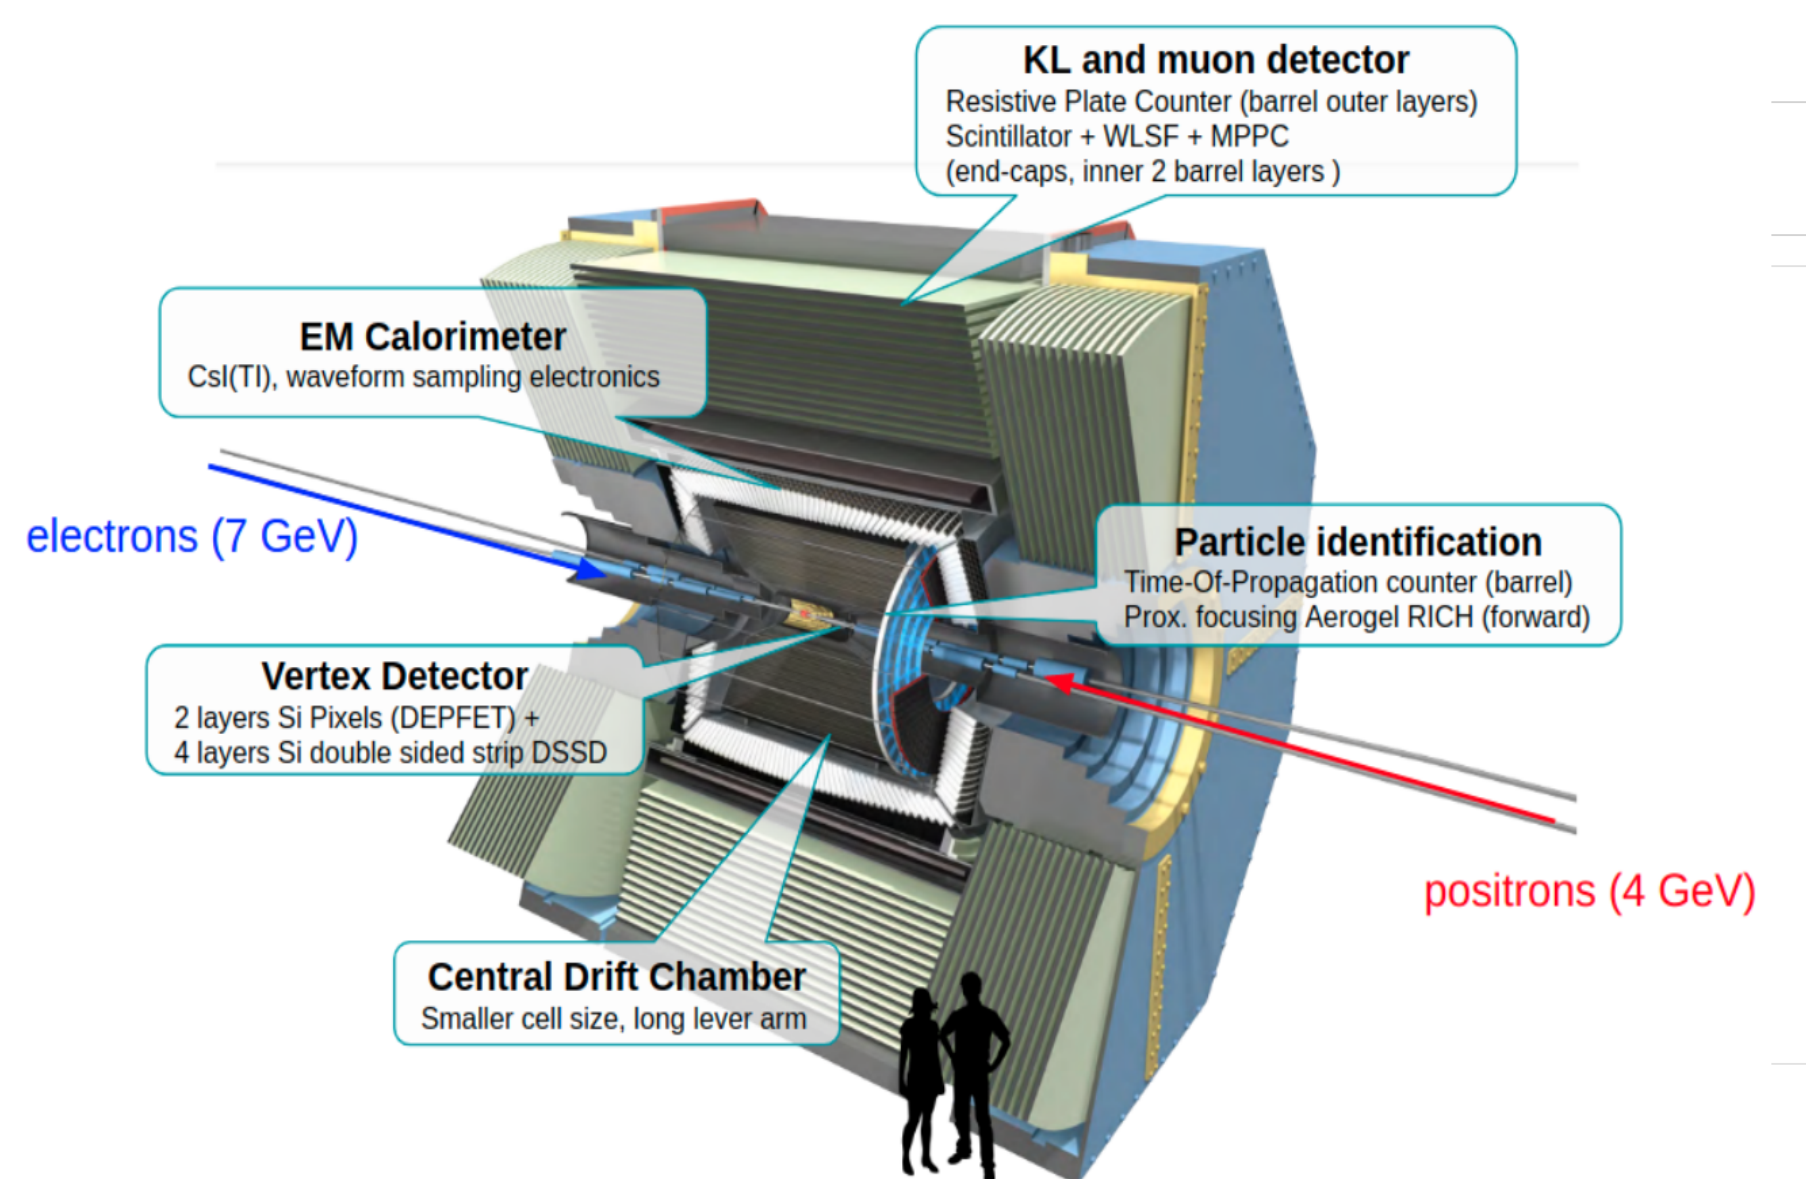 KL and muon detector
Resistive Plate Counter (barrel outer layers)
Scintillator + WLSF + MPPC
(end-caps, inner 2 barrel layers )
EM Calorimeter
CsI(TI), waveform sampling electronics
electrons (7 GeV)
Particle identification
Time-Of-Propagation counter (barrel)
Prox. focusing Aerogel RICH (forward)
Vertex Detector
2 layers Si Pixels (DEPFET) +
4 layers Si double sided strip DSSD
positrons (4 GeV)
Central Drift Chamber
Smaller cell size, long lever arm